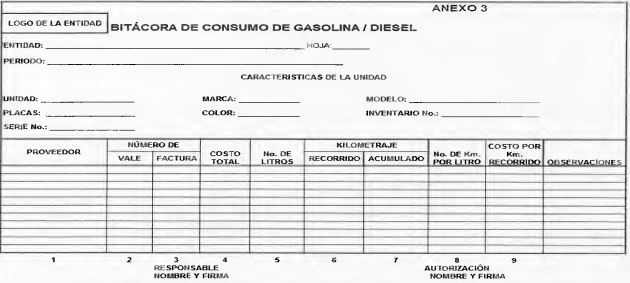 ANEXO 3
LOGO DE LA ENTIDAD
BITÁCORA DE CONSUMO DE GASOLINA / DIESEL
ENTIDAD: HOJA:
PERIODO:
CARACTERISTICAS DE LA UNIDAD
UNIDAD: MARCA: MODELO:
PLACAS: COLOR: INVENTARIO No.:
SERIE No.:
PROVEEDOR
NÚMERO DE
VALE FACTURA
COSTO TOTAL
No. DE LITROS
KILOMETRAJE
RECORRIDO ACUMULADO
No. DE Km. POR LITRO
COSTO POR Km. RECORRIDO
OBSERVACIONES
1 2 3 4 5 6 7 8 9
RESPONSABLE AUTORIZACIÓN
NOMBRE Y FIRMA NOMBRE Y FIRMA